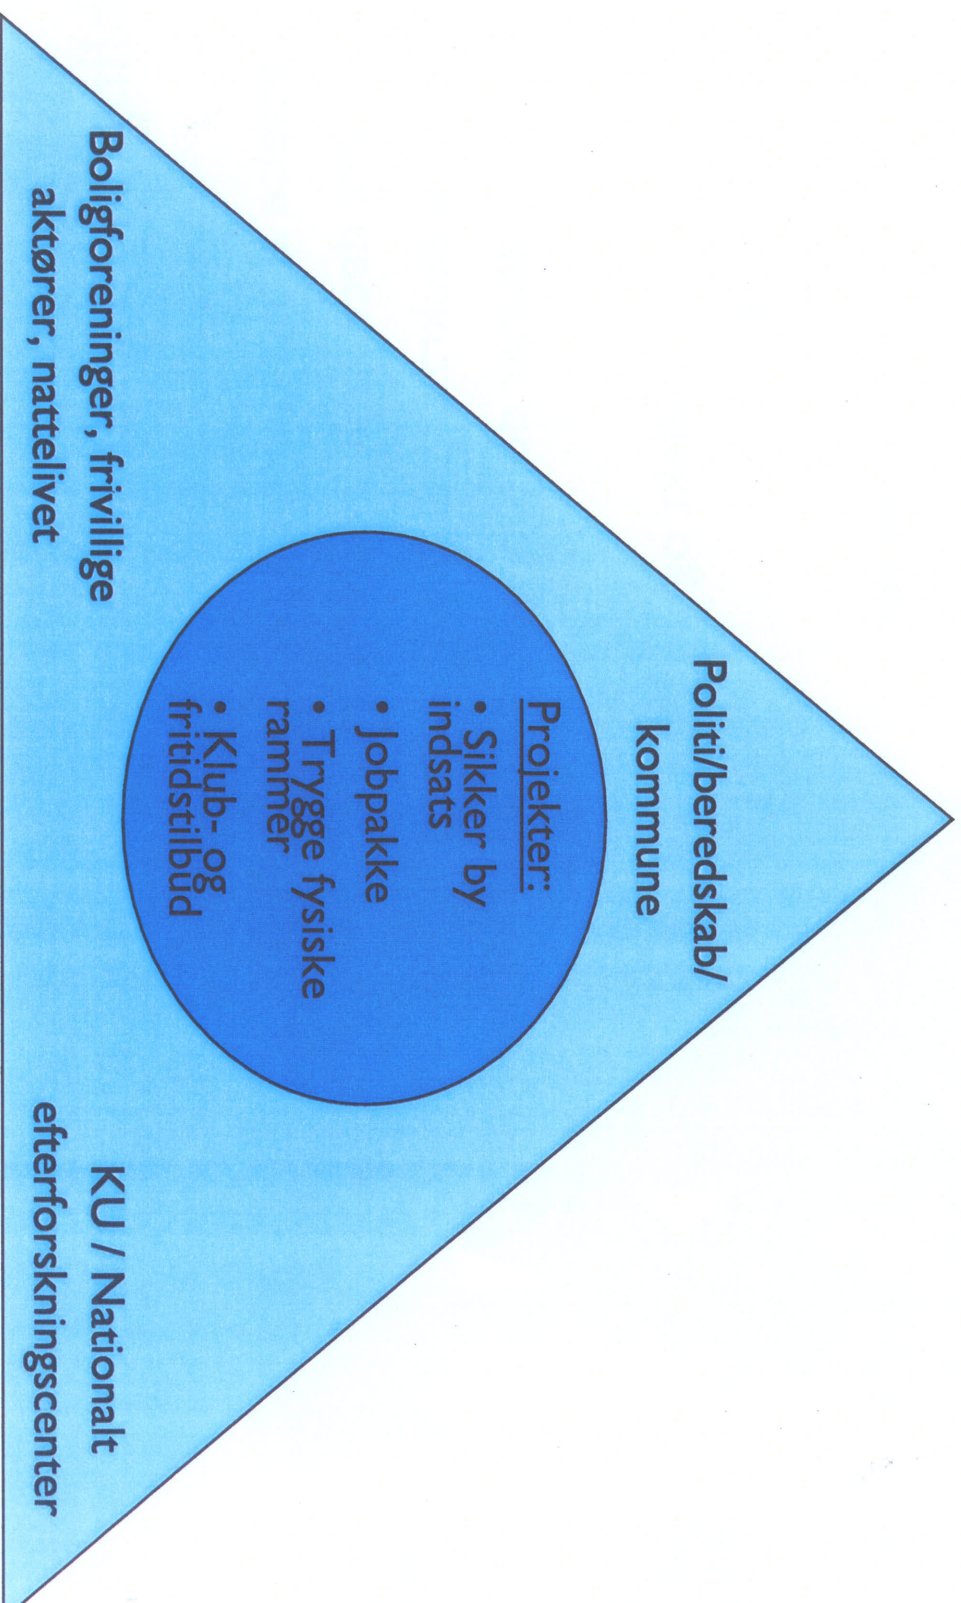 Politi/beredskab/
kommune
Projekter:
• Sikker by
indsats
• Jobpakke
• Trygge fysiske
rammer
• Klub- og
fritidstilbud
Boligforeninger, frivillige
aktører, nattelivet
KU / Nationalt
efterforskningscenter